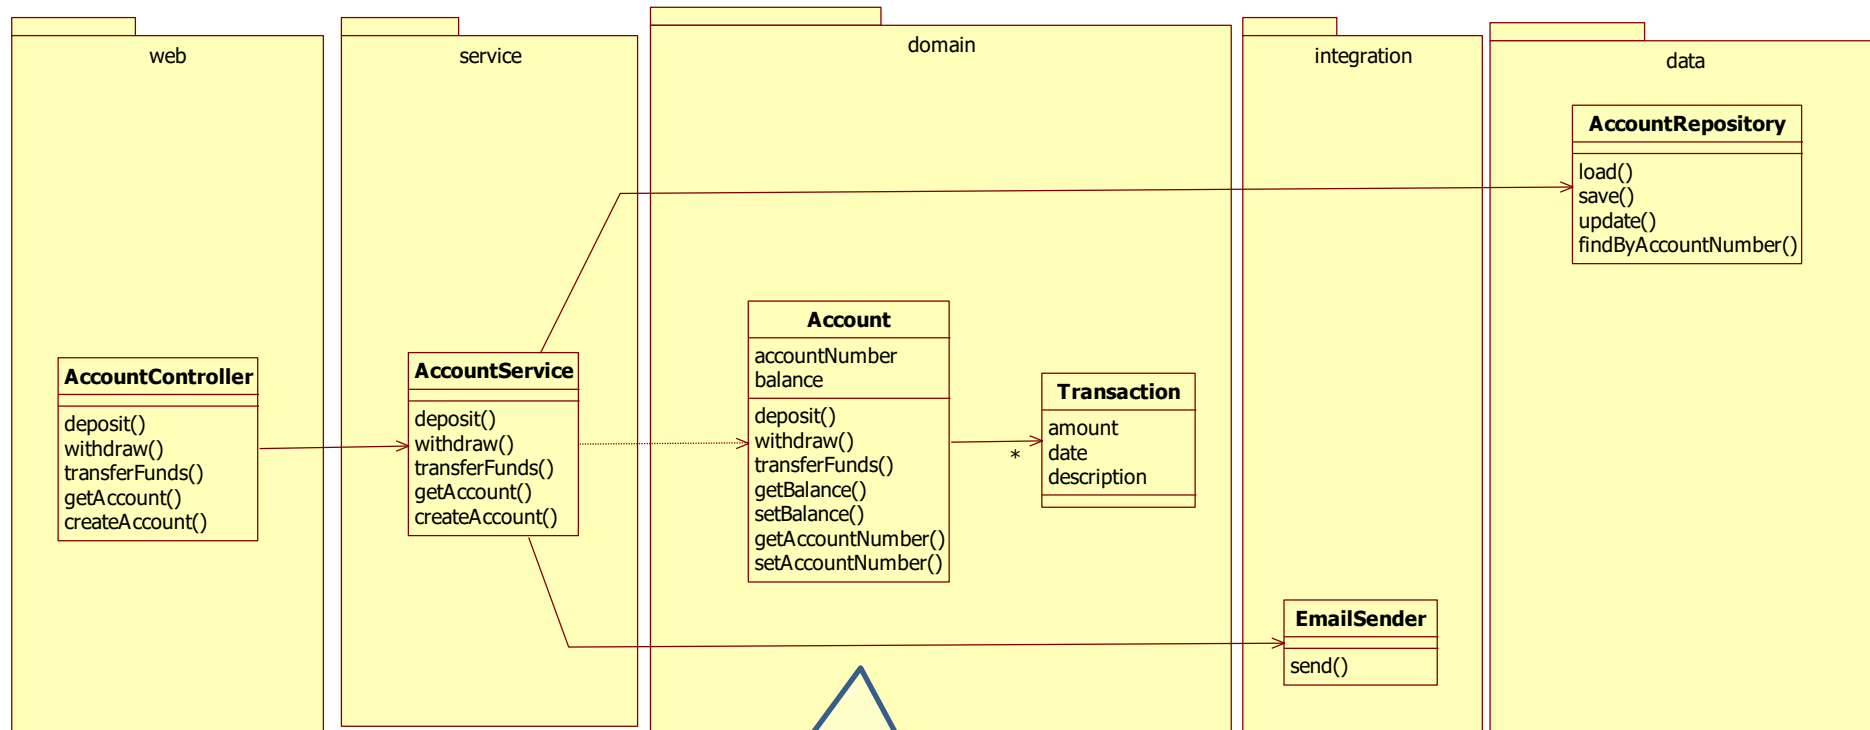 web
AccountController
deposit()
withdraw()
transferFunds()
getAccount()
createAccount()
service
AccountService
deposit()
withdraw()
transferFunds()
getAccount()
createAccount()
domain
Account
accountNumber
balance
deposit()
withdraw()
transferFunds()
getBalance()
setBalance()
getAccountNumber()
setAccountNumber()
*
Transaction
amount
date
description
integration
EmailSender
send()
data
AccountRepository
load()
save()
update()
findByAccountNumber()